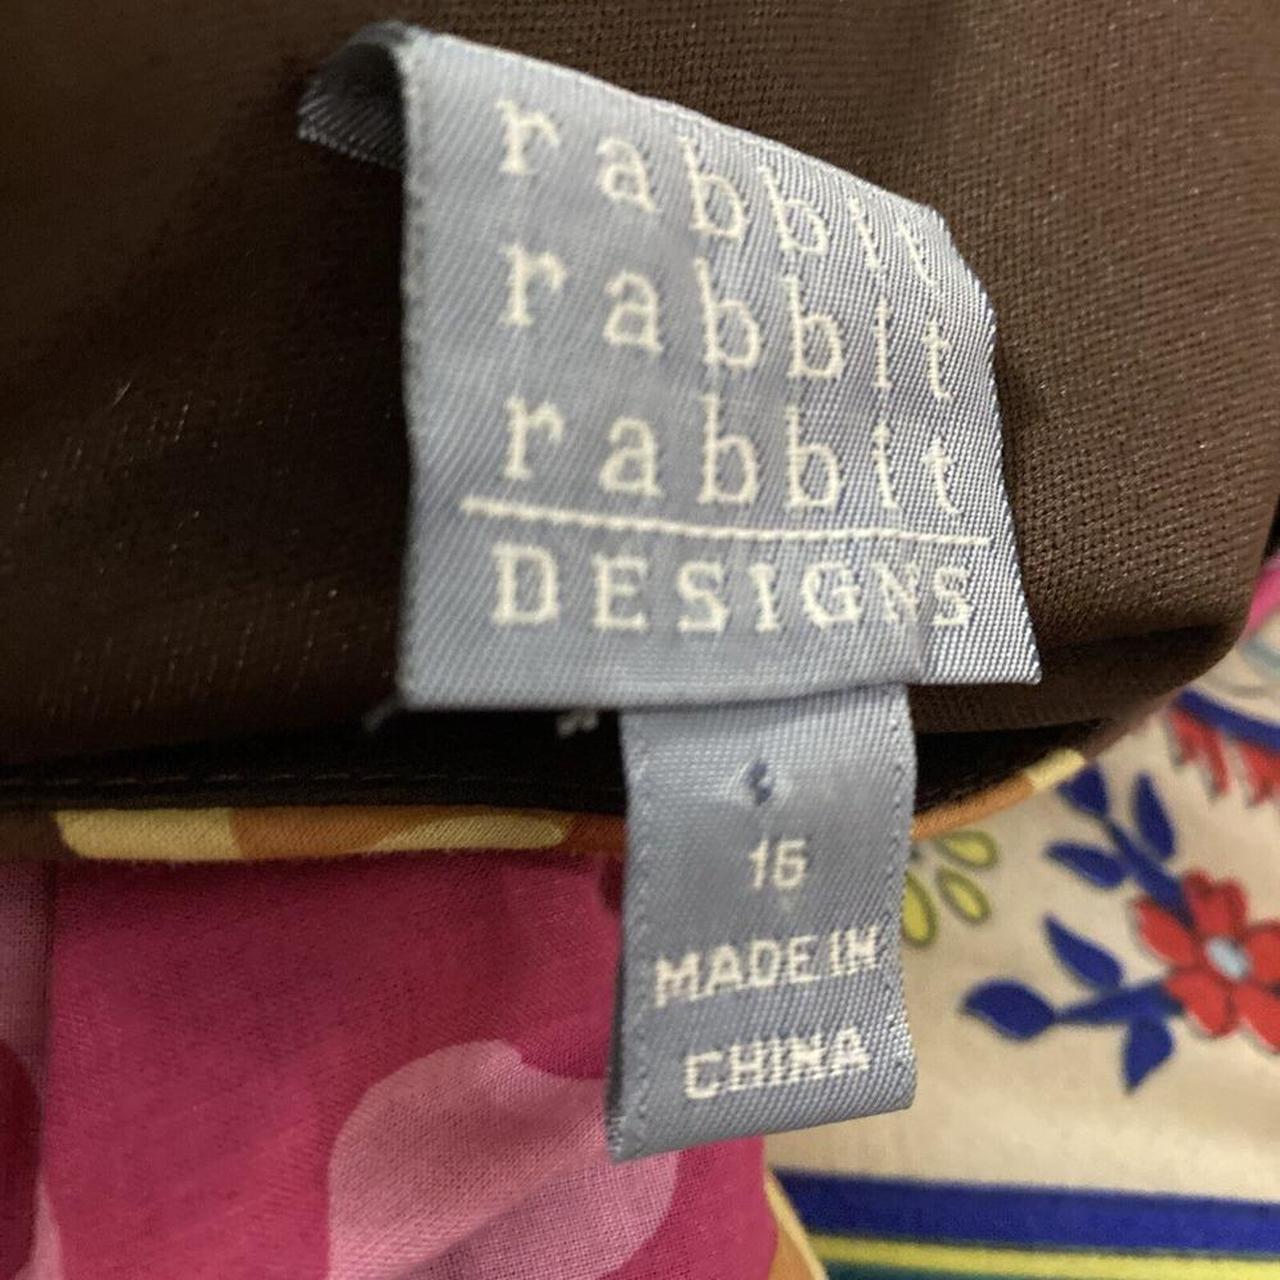 rabbit
rabbit
rabbit
DESIGNS
16
MADE IN
CHINA